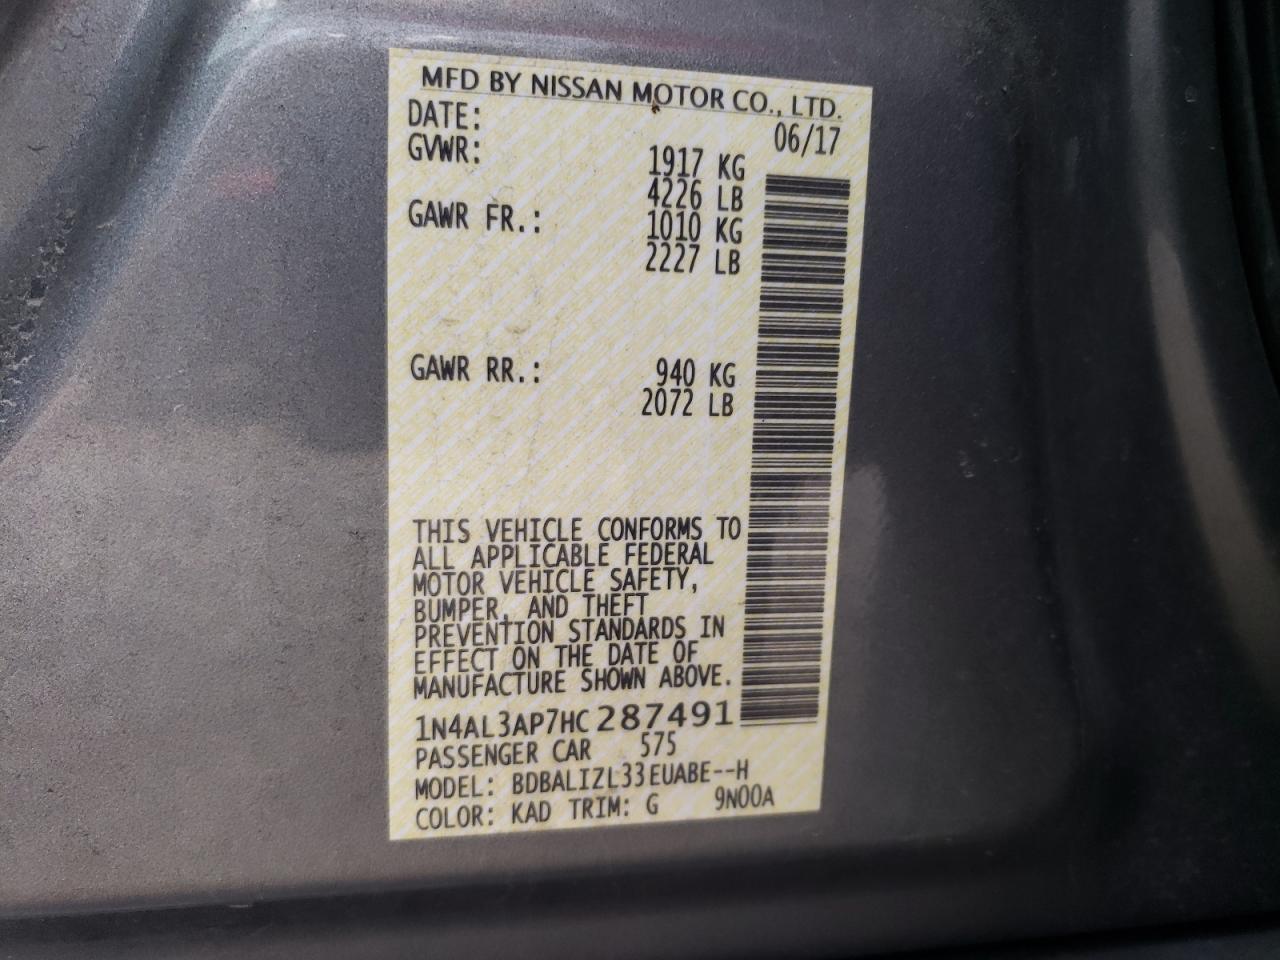 MFD BY NISSAN MOTOR CO., LTD.
DATE: 06/17
GVWR: 1917 KG
4226 LB
GAWR FR.: 1010 KG
2227 LB
GAWR RR.: 940 KG
2072 LB
THIS VEHICLE CONFORMS TO
ALL APPLICABLE FEDERAL
MOTOR VEHICLE SAFETY,
BUMPER, AND THEFT
PREVENTION STANDARDS IN
EFFECT ON THE DATE OF
MANUFACTURE SHOWN ABOVE.
1N4AL3AP7HC287491
PASSENGER CAR 575
MODEL: BDBALIZL33EUABE--H
COLOR: KAD TRIM: G 9N00A